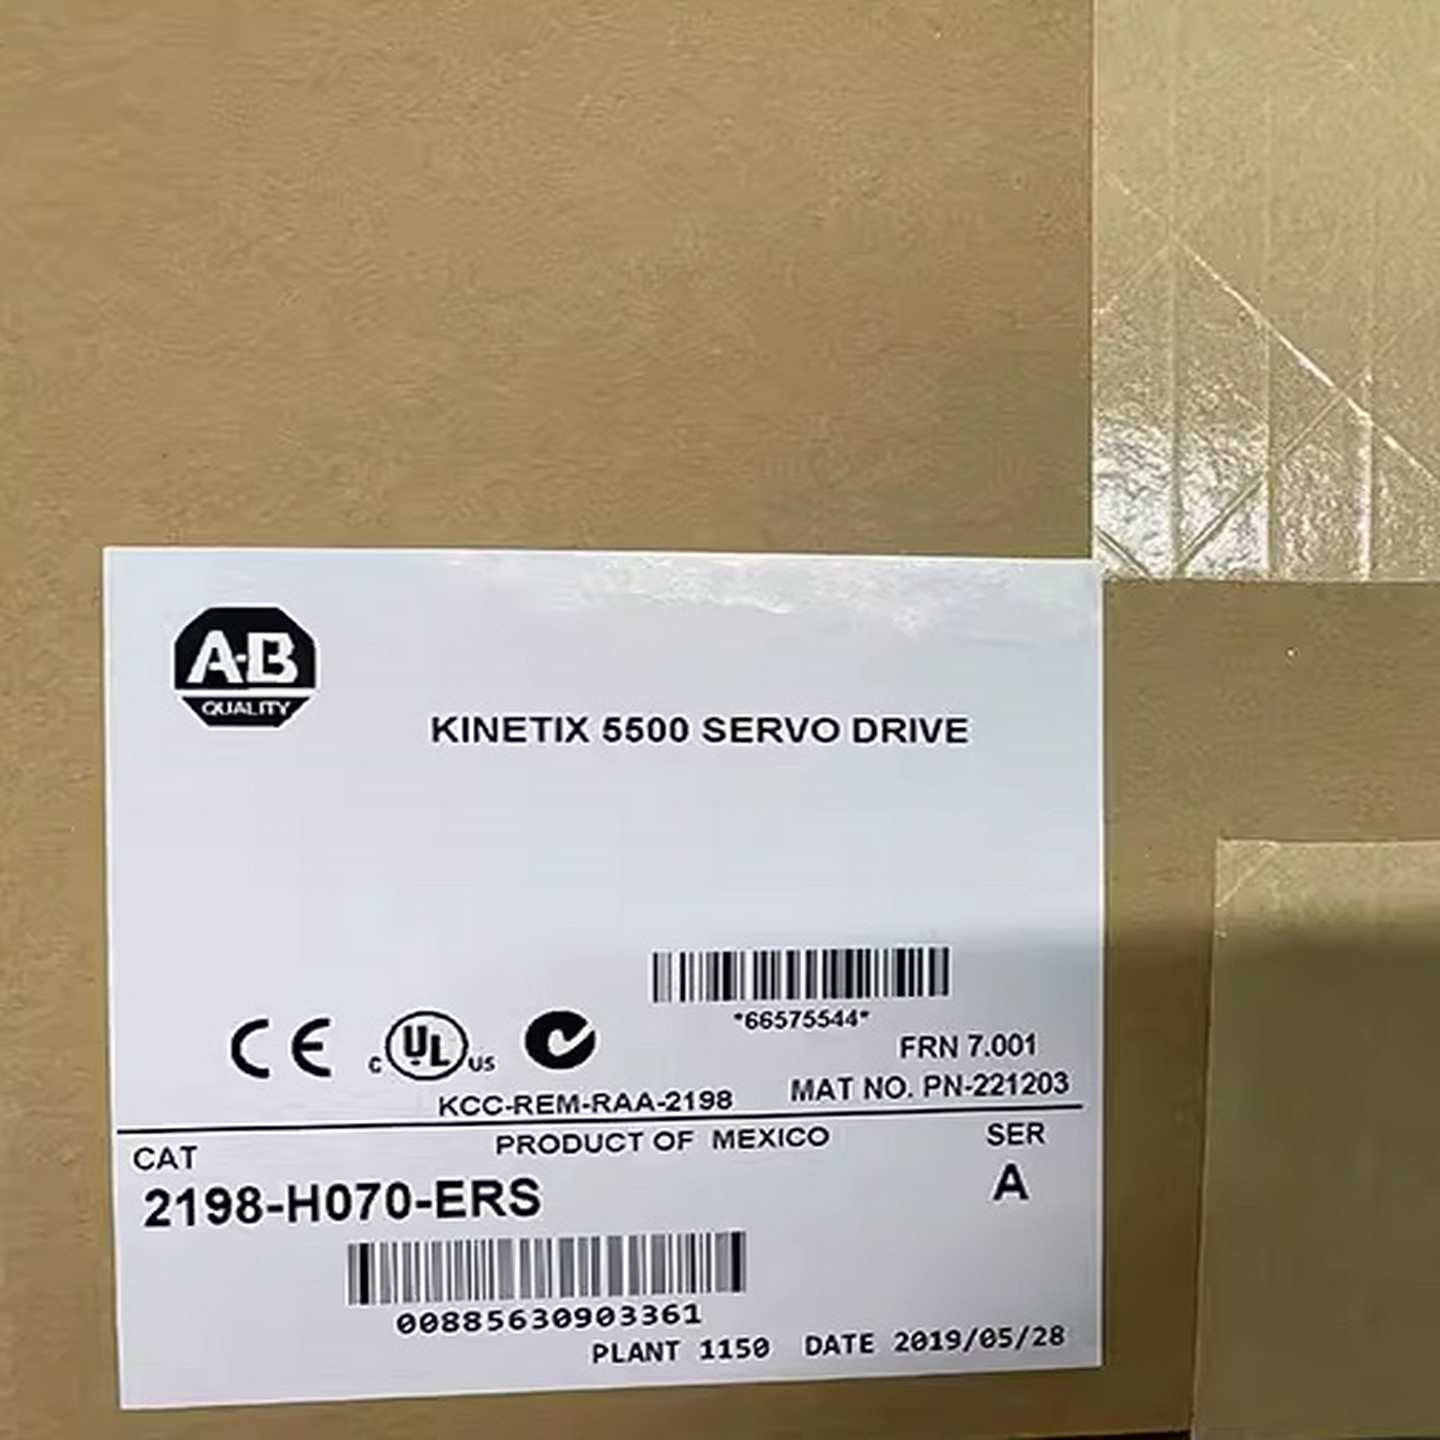 A-B
QUALITY
KINETIX 5500 SERVO DRIVE
*66575544*
FRN 7.001
CE
C UL US
MAT NO. PN-221203
KCC-REM-RAA-2198
PRODUCT OF MEXICO
CAT
SER
2198-H070-ERS
A
00885630903361
PLANT 1150 DATE 2019/05/28